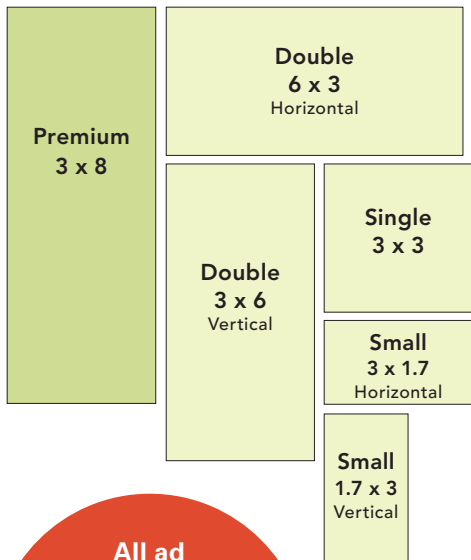 Premium
3 x 8
Double
6 x 3
Horizontal
Double
3 x 6
Vertical
Single
3 x 3
Small
3 x 1.7
Horizontal
Small
1.7 x 3
Vertical
All ad